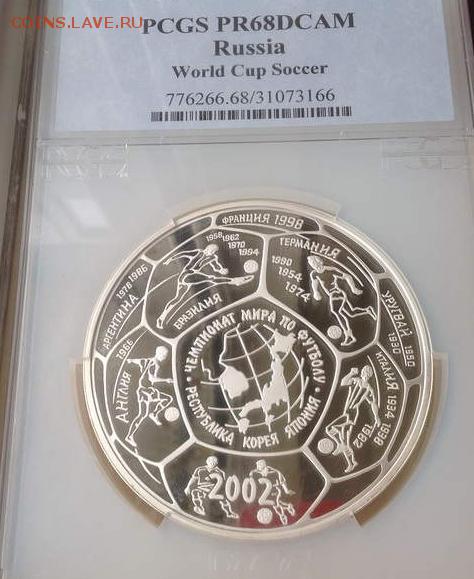 COINS.LAVE.RU
PCGS PR68DCAM
Russia
World Cup Soccer
776266.68/31073166
ФРАНЦИЯ 1998
1958 1962
1970
1994
БРАЗИЛИЯ
ГЕРМАНИЯ
1990
1954
1974
УРУГВАЙ 1950
1930
ИТАЛИЯ 1934
1938
1982
1978 1986
АРГЕНТИНА
1966
АНГЛИЯ
ЧЕМПИОНАТ МИРА ПО ФУТБОЛУ
РЕСПУБЛИКА КОРЕЯ ЯПОНИЯ
2002